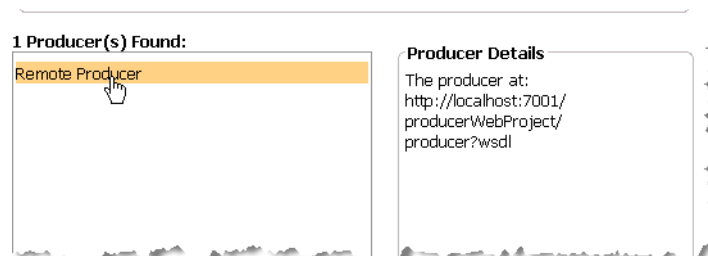 1 Producer(s) Found:
Remote Producer
Producer Details
The producer at:
http://localhost:7001/
producerWebProject/
producer?wsdl